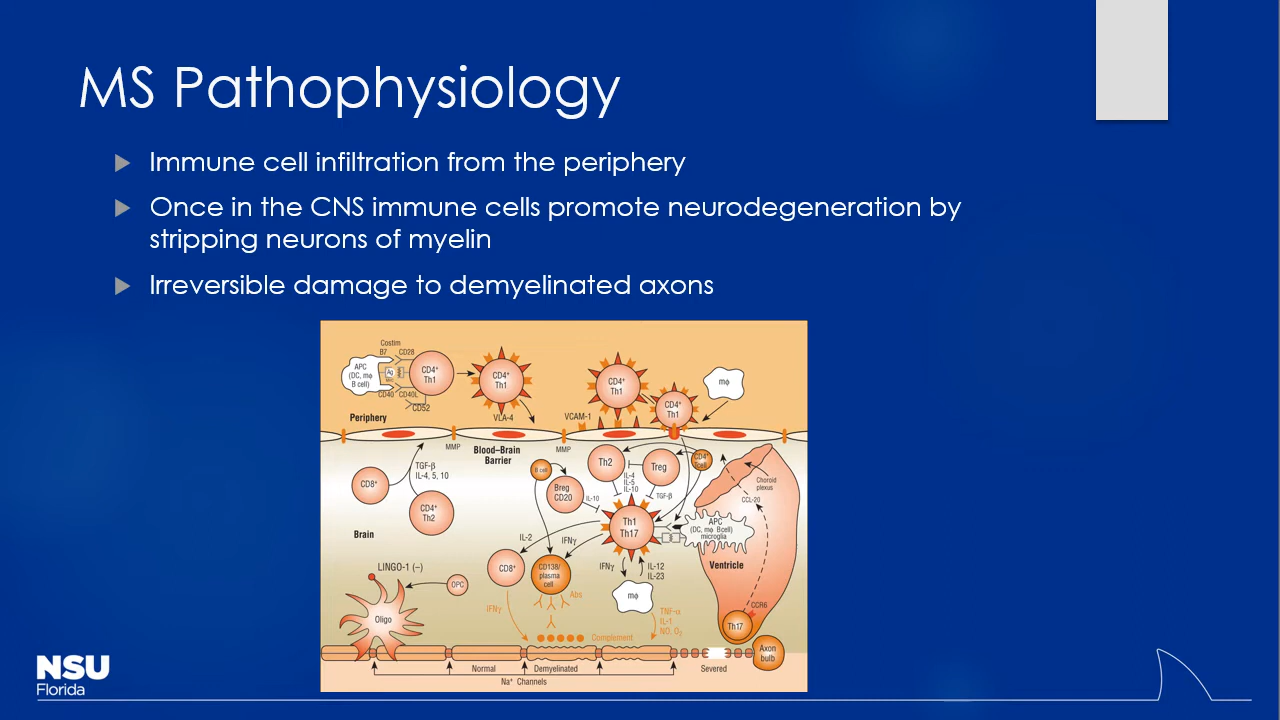 MS Pathophysiology
Immune cell infiltration from the periphery
Once in the CNS immune cells promote neurodegeneration by
stripping neurons of myelin
Irreversible damage to demyelinated axons
Costim
B7
CD28
APC
(DC, mφ
B cell)
Ag
CD40
CD40L
CD52
CD4+
Th1
CD4+
Th1
VLA-4
VCAM-1
CD4+
Th1
CD4+
Th1
mφ
Periphery
MMP
Blood–Brain
Barrier
MMP
TGF-β
IL-4, 5, 10
CD8+
CD4+
Th2
Brain
B cell
Breg
CD20
IL-10
Th2
Treg
CD4+
Tcell
IL-4
IL-5
IL-10
TGF-β
Th1
Th17
APC
(DC, mφ Bcell)
microglia
Choroid
plexus
CCL-20
Ventricle
IL-2
IFNγ
CD8+
CD138/
plasma
cell
IFNγ
IL-12
IL-23
mφ
Abs
IFNγ
TNF-α
IL-1
NO, O2
Complement
CCR6
Th17
LINGO-1 (–)
OPC
Oligo
Axon
bulb
Normal
Demyelinated
Severed
Na+ Channels
NSU
Florida